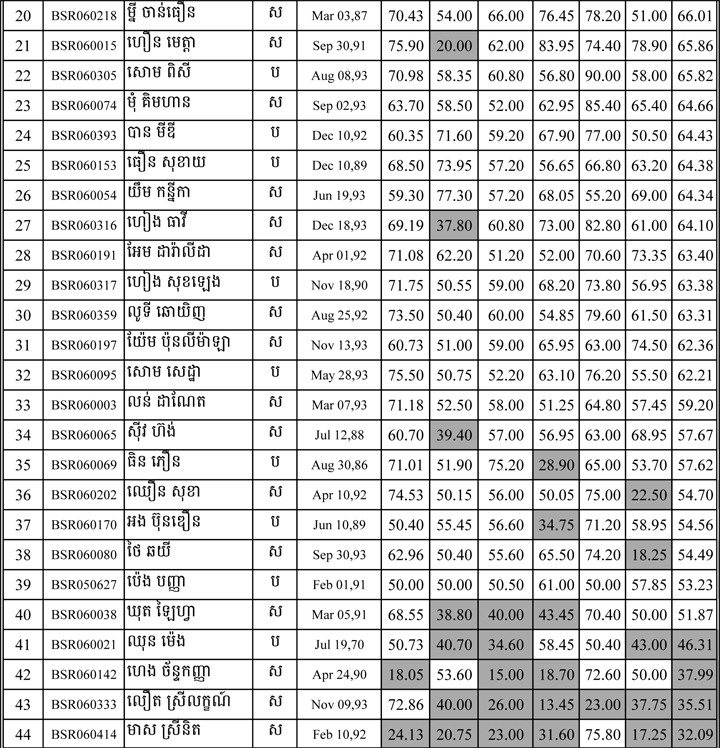 20 BSR060218 ម្នី ចាន់ធឿន ស Mar 03,87 70.43 54.00 66.00 76.45 78.20 51.00 66.01
21 BSR060015 ហឿន មេត្តា ស Sep 30,91 75.90 20.00 62.00 83.95 74.40 78.90 65.86
22 BSR060305 សោម ពិសី ប Aug 08,93 70.98 58.35 60.80 56.80 90.00 58.00 65.82
23 BSR060074 មុំ គិមហាន ស Sep 02,93 63.70 58.50 52.00 62.95 85.40 65.40 64.66
24 BSR060393 បាន មីឌី ប Dec 10,92 60.35 71.60 59.20 67.90 77.00 50.50 64.43
25 BSR060153 ធឿន សុខាយ ប Dec 10,89 68.50 73.95 57.20 56.65 66.80 63.20 64.38
26 BSR060054 យឹម កន្នីកា ស Jun 19,93 59.30 77.30 57.20 68.05 55.20 69.00 64.34
27 BSR060316 ហៀង ធាវី ស Dec 18,93 69.19 37.80 60.80 73.00 82.80 61.00 64.10
28 BSR060191 អែម ដារ៉ាលីដា ស Apr 01,92 71.08 62.20 51.20 52.00 70.60 73.35 63.40
29 BSR060317 ហៀង សុខឡេង ប Nov 18,90 71.75 50.55 59.00 68.20 73.80 56.95 63.38
30 BSR060359 លូទី ឆោយិញ ស Aug 25,92 73.50 50.40 60.00 54.85 79.60 61.50 63.31
31 BSR060197 យ៉ែម ប៉ុនលីម៉ាឡា ស Nov 13,93 60.73 51.00 59.00 65.95 63.00 74.50 62.36
32 BSR060095 សោម សេដ្ឋា ប May 28,93 75.50 50.75 52.20 63.10 76.20 55.50 62.21
33 BSR060003 លន់ ដាណែត ស Mar 07,93 71.18 52.50 58.00 51.25 64.80 57.45 59.20
34 BSR060065 ស៊ីវ ហ៊ង់ ស Jul 12,88 60.70 39.40 57.00 56.95 63.00 68.95 57.67
35 BSR060069 ធិន ភឿន ប Aug 30,86 71.01 51.90 75.20 28.90 65.00 53.70 57.62
36 BSR060202 ឈឿន សុខា ស Apr 10,92 74.53 50.15 56.00 50.05 75.00 22.50 54.70
37 BSR060170 អង ប៊ុនឌឿន ប Jun 10,89 50.40 55.45 56.60 34.75 71.20 58.95 54.56
38 BSR060080 ថៃ ឆយី ស Sep 30,93 62.96 50.40 55.60 65.50 74.20 18.25 54.49
39 BSR050627 ប៉េង បញ្ញា ប Feb 01,91 50.00 50.00 50.50 61.00 50.00 57.85 53.23
40 BSR060038 ឃុត ឡៃហ្វា ស Mar 05,91 68.55 38.80 40.00 43.45 70.40 50.00 51.87
41 BSR060021 ឈុន ម៉េង ប Jul 19,70 50.73 40.70 34.60 58.45 50.40 43.00 46.31
42 BSR060142 ហេង ច័ន្ទកញ្ញា ស Apr 24,90 18.05 53.60 15.00 18.70 72.60 50.00 37.99
43 BSR060333 លឿត ស្រីលក្ខណ៍ ស Nov 09,93 72.86 40.00 26.00 13.45 23.00 37.75 35.51
44 BSR060414 មាស ស្រីនិត ស Feb 10,92 24.13 20.75 23.00 31.60 75.80 17.25 32.09